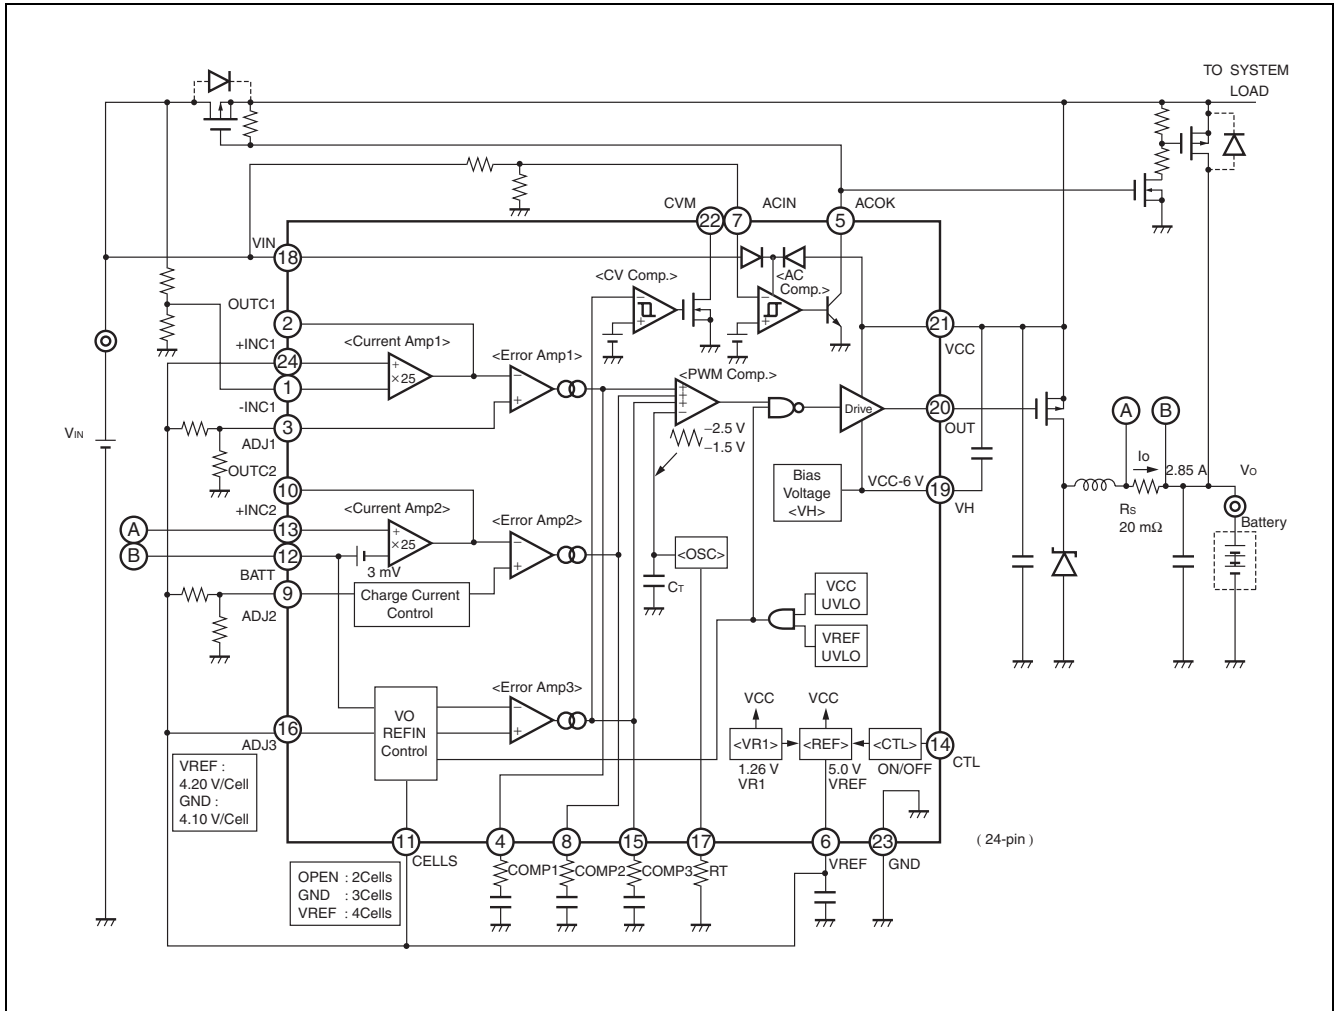 TO SYSTEM
LOAD
CVM
22
7
ACIN
5
ACOK
VIN
18
<CV Comp.>
−
+
<AC
Comp.>
−
+
OUTC1
2
21
VCC
+INC1
24
<Current Amp1>
+
×25
1
-INC1
<Error Amp1>
−
+
<PWM Comp.>
+
+
+
−
Drive
20
OUT
A
B
VIN
3
ADJ1
−2.5 V
−1.5 V
Io
2.85 A
Vo
OUTC2
10
Bias
Voltage
<VH>
VCC-6 V
19
VH
RS
20 mΩ
Battery
+INC2
A
13
<Current Amp2>
+
×25
B
12
3 mV
<Error Amp2>
−
+
<OSC>
CT
BATT
9
ADJ2
Charge Current
Control
VCC
UVLO
VREF
UVLO
<Error Amp3>
−
+
VO
REFIN
Control
16
ADJ3
VCC
VCC
<VR1>
<REF>
<CTL>
14
CTL
1.26 V
VR1
5.0 V
VREF
ON/OFF
VREF :
4.20 V/Cell
GND :
4.10 V/Cell
11
CELLS
4
COMP1
8
COMP2
15
COMP3
17
RT
6
VREF
23
GND
( 24-pin )
OPEN : 2Cells
GND : 3Cells
VREF : 4Cells